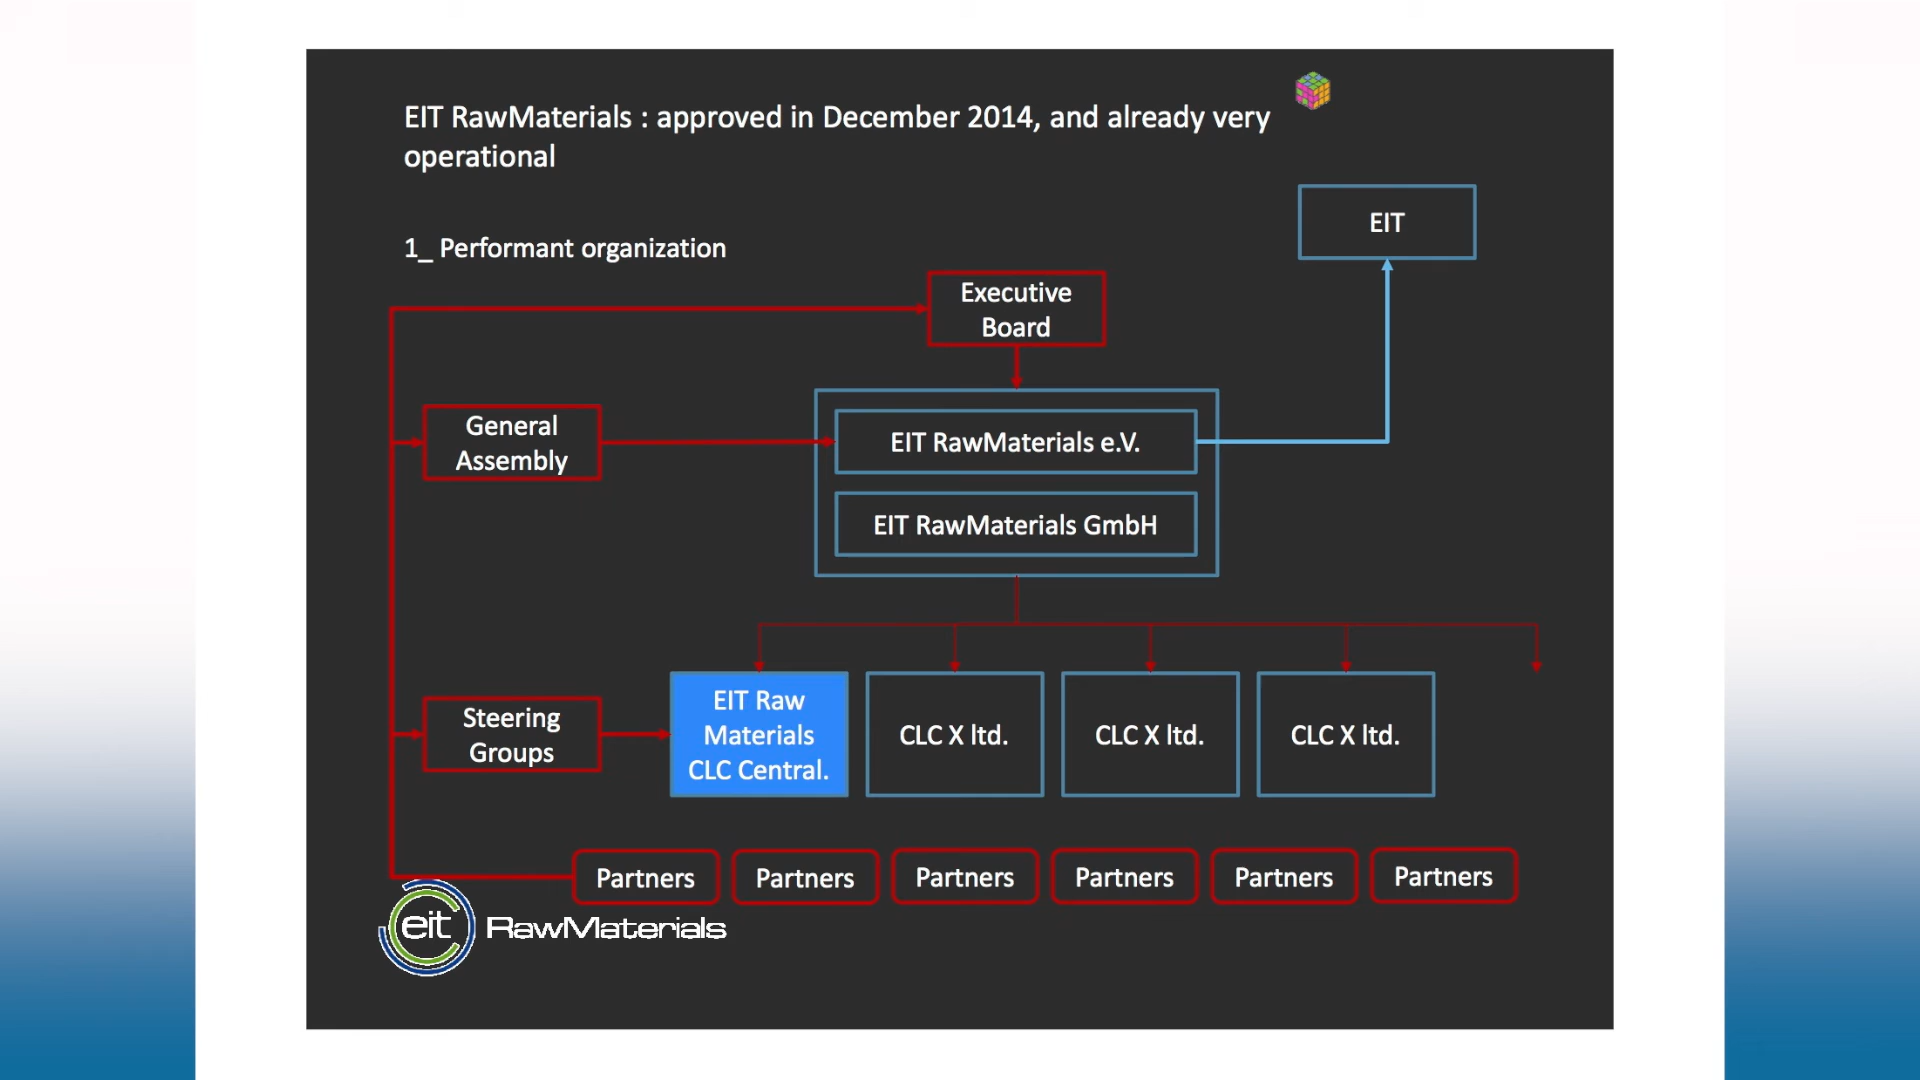 EIT RawMaterials : approved in December 2014, and already very
operational
EIT
1_ Performant organization
Executive
Board
General
Assembly
EIT RawMaterials e.V.
EIT RawMaterials GmbH
Steering
Groups
EIT Raw
Materials
CLC Central.
CLC X ltd.
CLC X ltd.
CLC X ltd.
Partners
Partners
Partners
Partners
Partners
Partners
eit RawMaterials